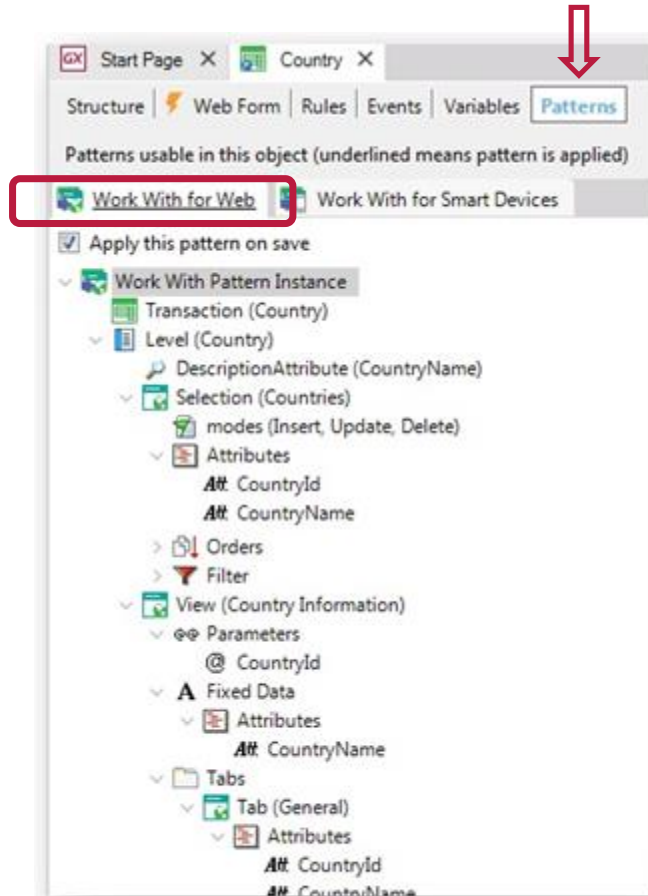 GX Start Page X Country X
Structure Web Form Rules Events Variables Patterns
Patterns usable in this object (underlined means pattern is applied)
Work With for Web Work With for Smart Devices
Apply this pattern on save
Work With Pattern Instance
Transaction (Country)
Level (Country)
DescriptionAttribute (CountryName)
Selection (Countries)
modes (Insert, Update, Delete)
Attributes
Att CountryId
Att CountryName
Orders
Filter
View (Country Information)
Parameters
@ CountryId
A Fixed Data
Attributes
Att CountryName
Tabs
Tab (General)
Attributes
Att CountryId
Att CountryName